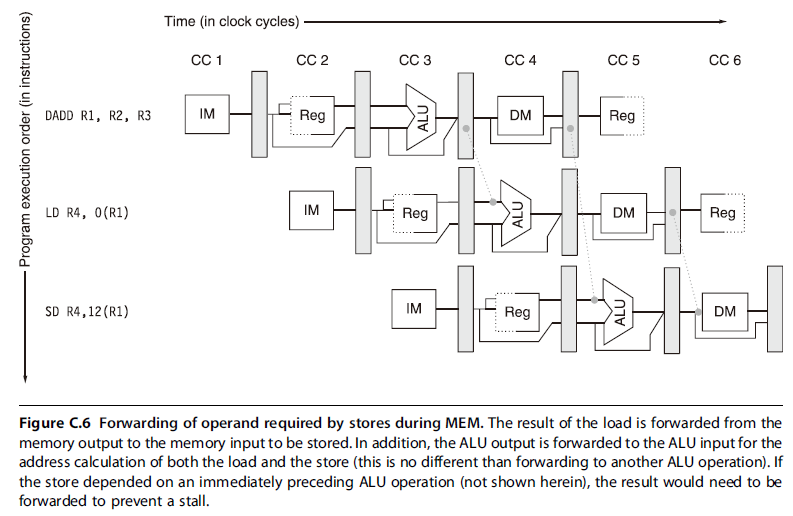 Time (in clock cycles)
Program execution order (in instructions)
CC 1 CC 2 CC 3 CC 4 CC 5 CC 6
DADD R1, R2, R3
IM Reg ALU DM Reg
LD R4, 0(R1)
IM Reg ALU DM Reg
SD R4,12(R1)
IM Reg ALU DM
Figure C.6 Forwarding of operand required by stores during MEM. The result of the load is forwarded from the
memory output to the memory input to be stored. In addition, the ALU output is forwarded to the ALU input for the
address calculation of both the load and the store (this is no different than forwarding to another ALU operation). If
the store depended on an immediately preceding ALU operation (not shown herein), the result would need to be
forwarded to prevent a stall.